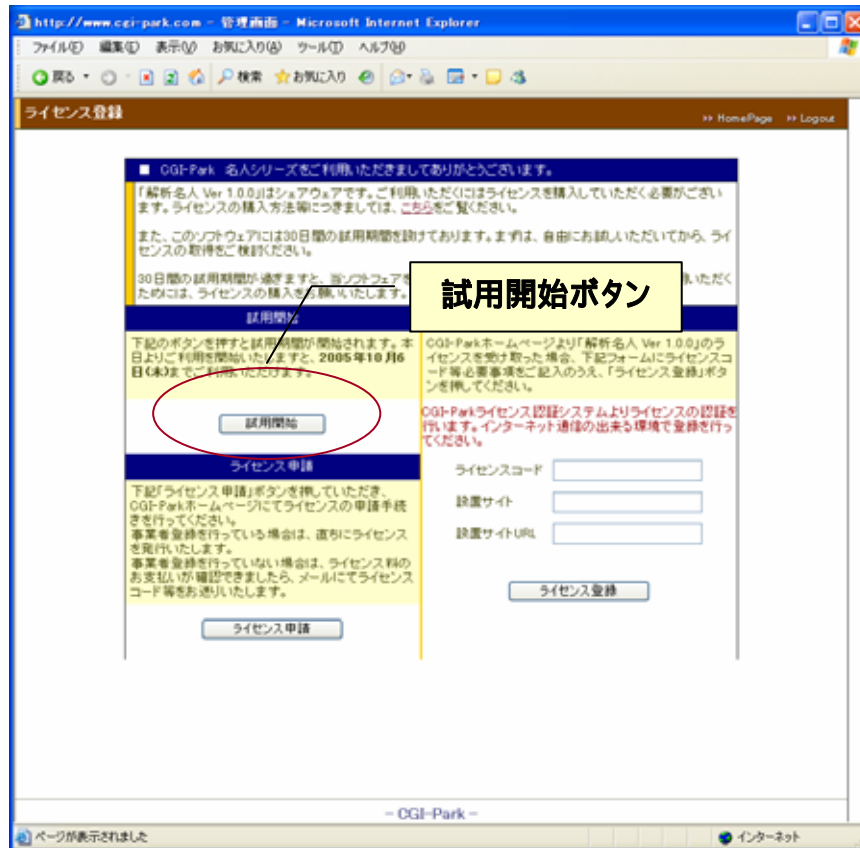 http://www.cgi-park.com - 管理画面 - Microsoft Internet Explorer
ファイル(F) 編集(E) 表示(V) お気に入り(A) ツール(T) ヘルプ(H)
戻る 検索 お気に入り
ライセンス登録
HomePage Logout
■ CGI-Park 名人シリーズをご利用いただきましてありがとうございます。
「解析名人 Ver 1.0.0」はシェアウェアです。ご利用いただくにはライセンスを購入していただく必要がござい
ます。ライセンスの購入方法等につきましては、こちらをご覧ください。
また、このソフトウェアには30日間の試用期間を設けております。まずは、自由にお試しいただいてから、ライ
センスの取得をご検討ください。
30日間の試用期間が過ぎますと、当ソフトウェアを
いただく
ためには、ライセンスの購入をお願いいたします。
試用開始ボタン
試用開始
下記のボタンを押すと試用期間が開始されます。本
日よりご利用を開始いたしますと、2005年10月6
日(木)までご利用いただけます。
試用開始
ライセンス申請
下記「ライセンス申請」ボタンを押していただき、
CGI-Parkホームページにてライセンスの申請手続
きを行ってください。
事業者登録を行っている場合は、直ちにライセンス
を発行いたします。
事業者登録を行っていない場合は、ライセンス料の
お支払いが確認できましたら、メールにてライセンス
コード等をお送りいたします。
ライセンス申請
CGI-Parkホームページより「解析名人 Ver 1.0.0」のラ
イセンスを受け取った場合、下記フォームにライセンスコ
ード等必要事項をご記入のうえ、「ライセンス登録」ボタ
ンを押してください。
CGI-Parkライセンス認証システムよりライセンスの認証を
行います。インターネット通信の出来る環境で登録を行っ
てください。
ライセンスコード
設置サイト
設置サイトURL
ライセンス登録
- CGI-Park -
ページが表示されました
インターネット